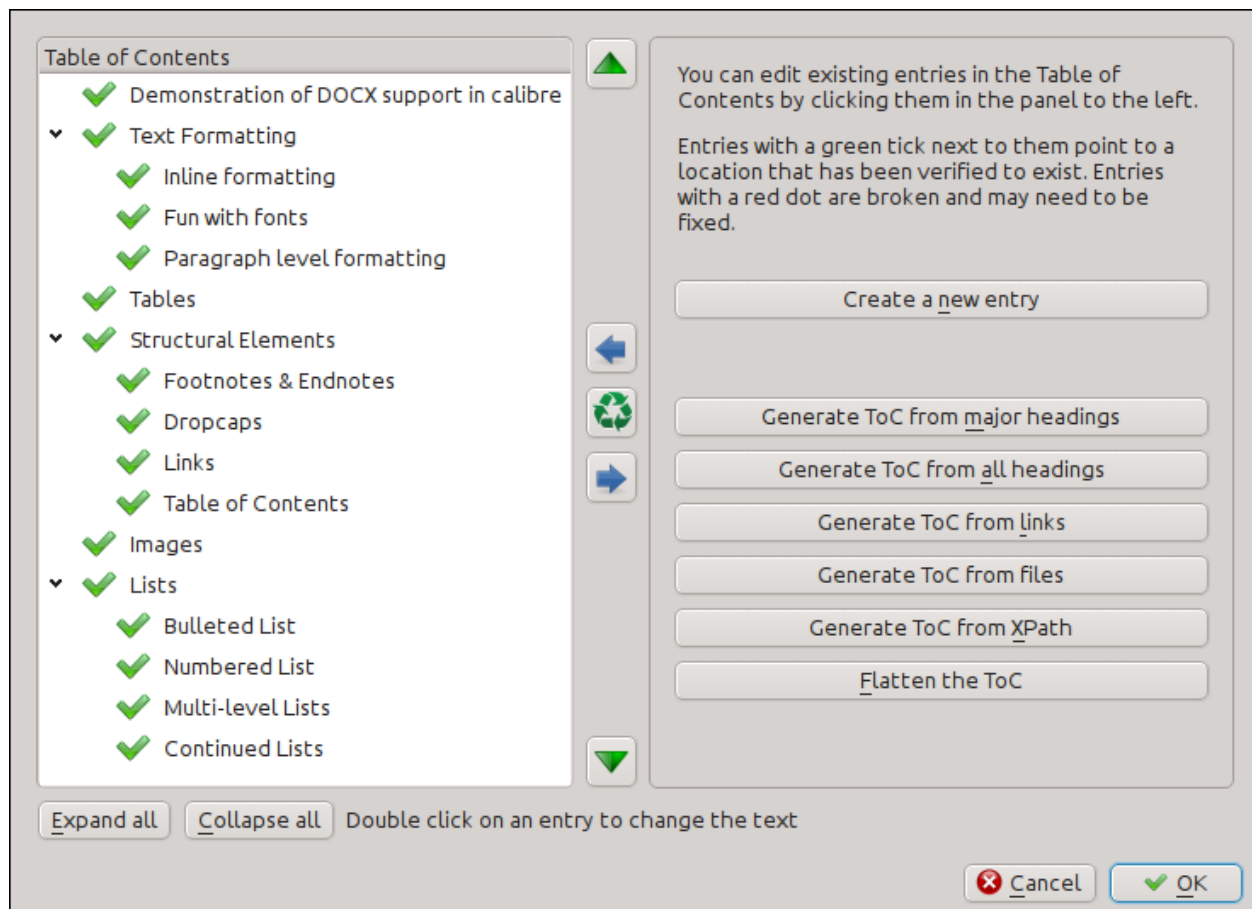 Table of Contents
Demonstration of DOCX support in calibre
Text Formatting
Inline formatting
Fun with fonts
Paragraph level formatting
Tables
Structural Elements
Footnotes & Endnotes
Dropcaps
Links
Table of Contents
Images
Lists
Bulleted List
Numbered List
Multi-level Lists
Continued Lists
You can edit existing entries in the Table of
Contents by clicking them in the panel to the left.
Entries with a green tick next to them point to a
location that has been verified to exist. Entries
with a red dot are broken and may need to be
fixed.
Create a new entry
Generate ToC from major headings
Generate ToC from all headings
Generate ToC from links
Generate ToC from files
Generate ToC from XPath
Flatten the ToC
Expand all
Collapse all
Double click on an entry to change the text
Cancel
OK